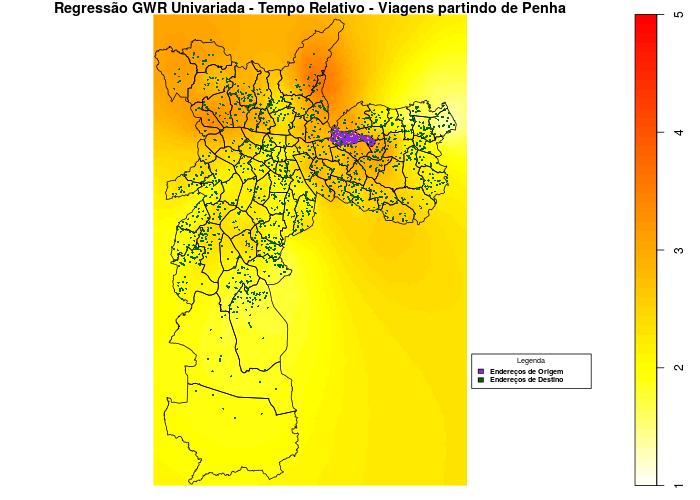 Regressão GWR Univariada - Tempo Relativo - Viagens partindo de Penha
5
4
3
2
1
Legenda
Endereços de Origem
Endereços de Destino